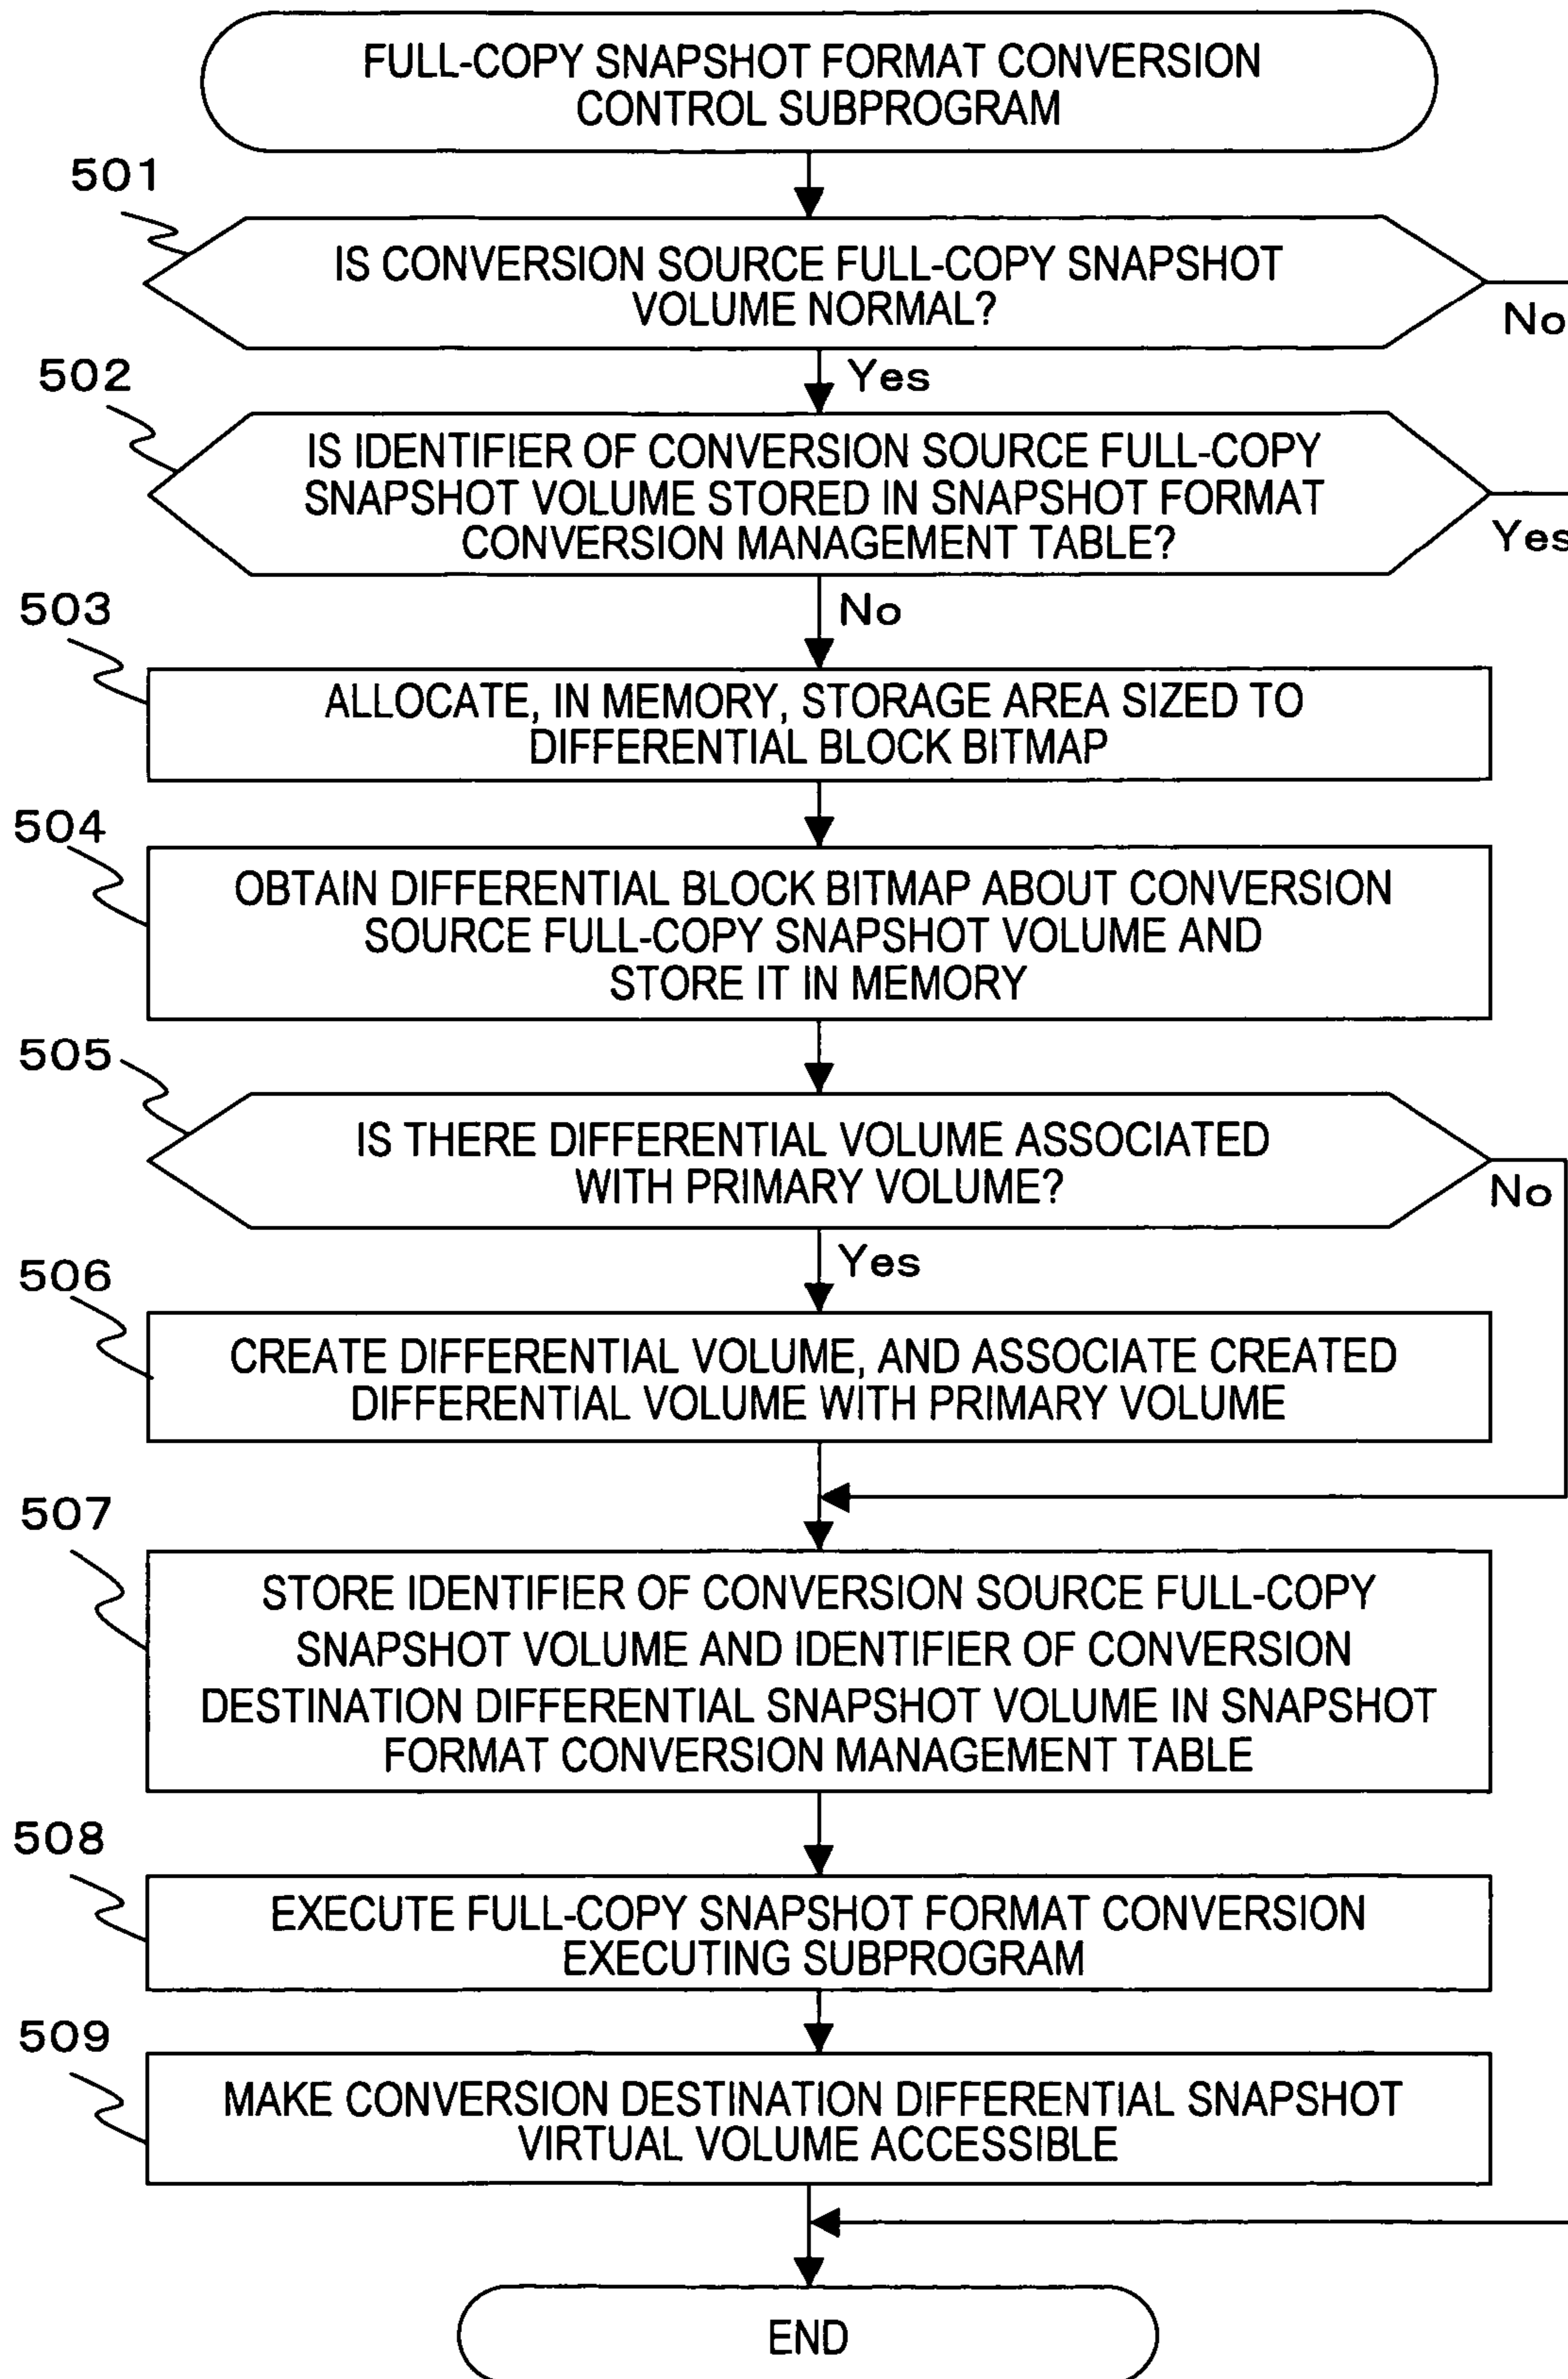 FULL-COPY SNAPSHOT FORMAT CONVERSION
CONTROL SUBPROGRAM
501
IS CONVERSION SOURCE FULL-COPY SNAPSHOT
VOLUME NORMAL?
No
Yes
502
IS IDENTIFIER OF CONVERSION SOURCE FULL-COPY
SNAPSHOT VOLUME STORED IN SNAPSHOT FORMAT
CONVERSION MANAGEMENT TABLE?
Yes
No
503
ALLOCATE, IN MEMORY, STORAGE AREA SIZED TO
DIFFERENTIAL BLOCK BITMAP
504
OBTAIN DIFFERENTIAL BLOCK BITMAP ABOUT CONVERSION
SOURCE FULL-COPY SNAPSHOT VOLUME AND
STORE IT IN MEMORY
505
IS THERE DIFFERENTIAL VOLUME ASSOCIATED
WITH PRIMARY VOLUME?
No
Yes
506
CREATE DIFFERENTIAL VOLUME, AND ASSOCIATE CREATED
DIFFERENTIAL VOLUME WITH PRIMARY VOLUME
507
STORE IDENTIFIER OF CONVERSION SOURCE FULL-COPY
SNAPSHOT VOLUME AND IDENTIFIER OF CONVERSION
DESTINATION DIFFERENTIAL SNAPSHOT VOLUME IN SNAPSHOT
FORMAT CONVERSION MANAGEMENT TABLE
508
EXECUTE FULL-COPY SNAPSHOT FORMAT CONVERSION
EXECUTING SUBPROGRAM
509
MAKE CONVERSION DESTINATION DIFFERENTIAL SNAPSHOT
VIRTUAL VOLUME ACCESSIBLE
END